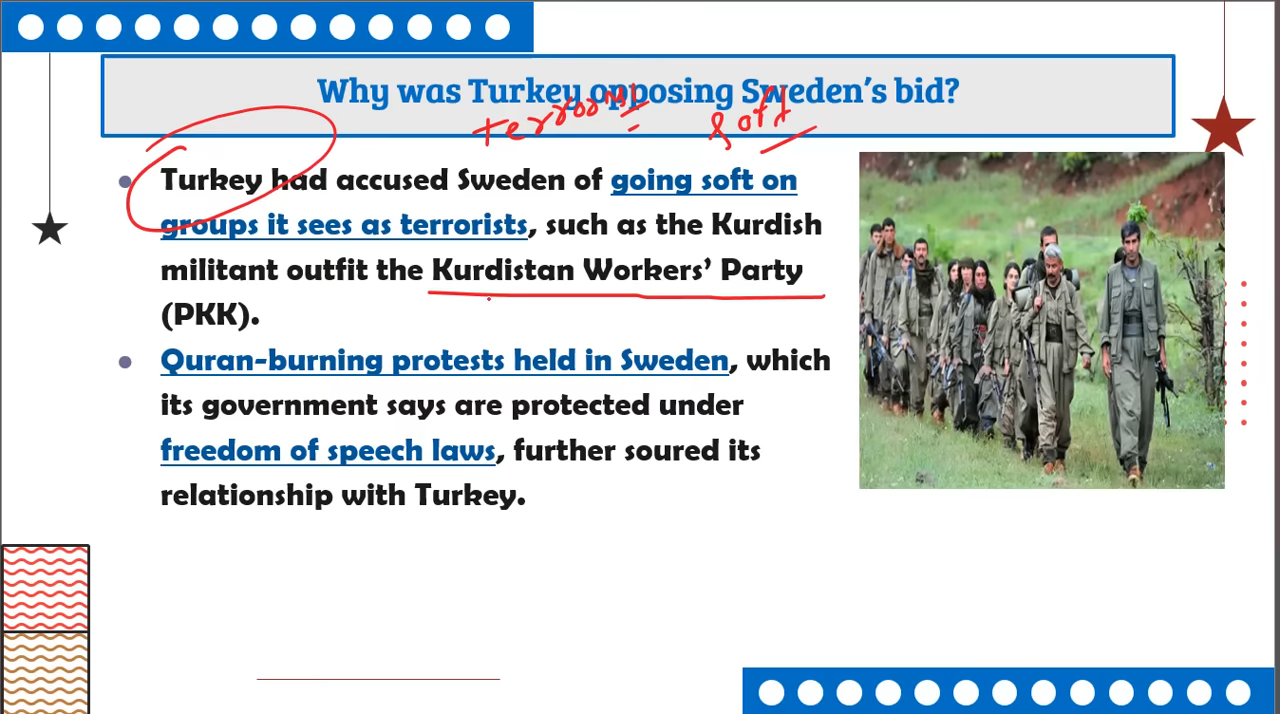 Why was Turkey opposing Sweden's bid?
soft
Turkey had accused Sweden of going soft on
groups it sees as terrorists, such as the Kurdish
militant outfit the Kurdistan Workers' Party
(PKK).
Quran-burning protests held in Sweden, which
its government says are protected under
freedom of speech laws, further soured its
relationship with Turkey.